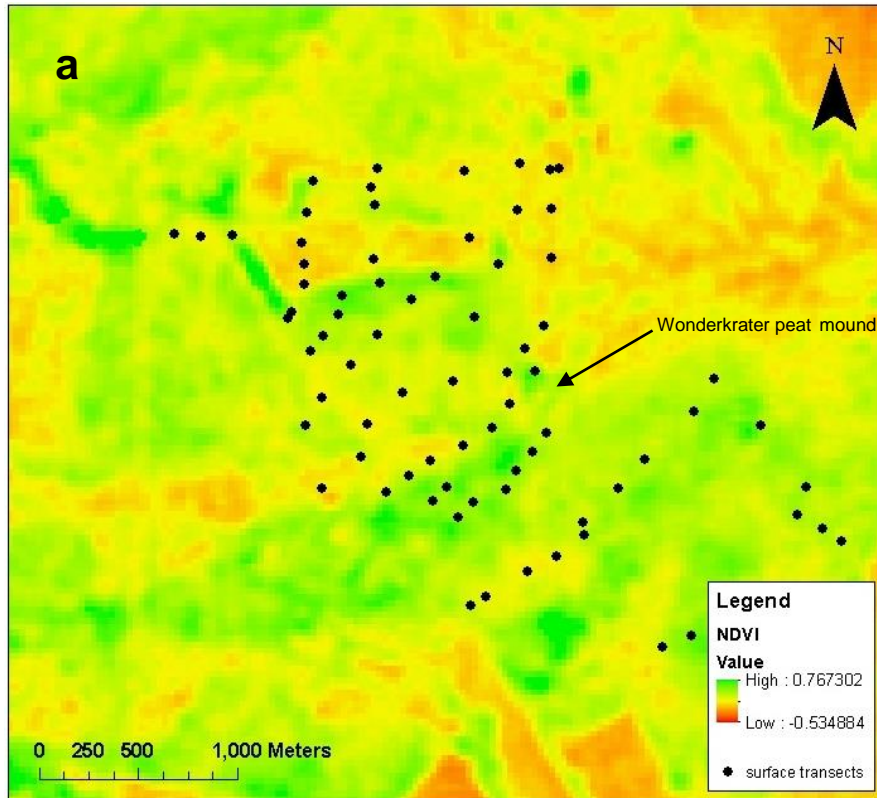 a
N
Wonderkrater peat mound
Legend
NDVI
Value
High : 0.767302
Low : -0.534884
surface transects
0 250 500 1,000 Meters